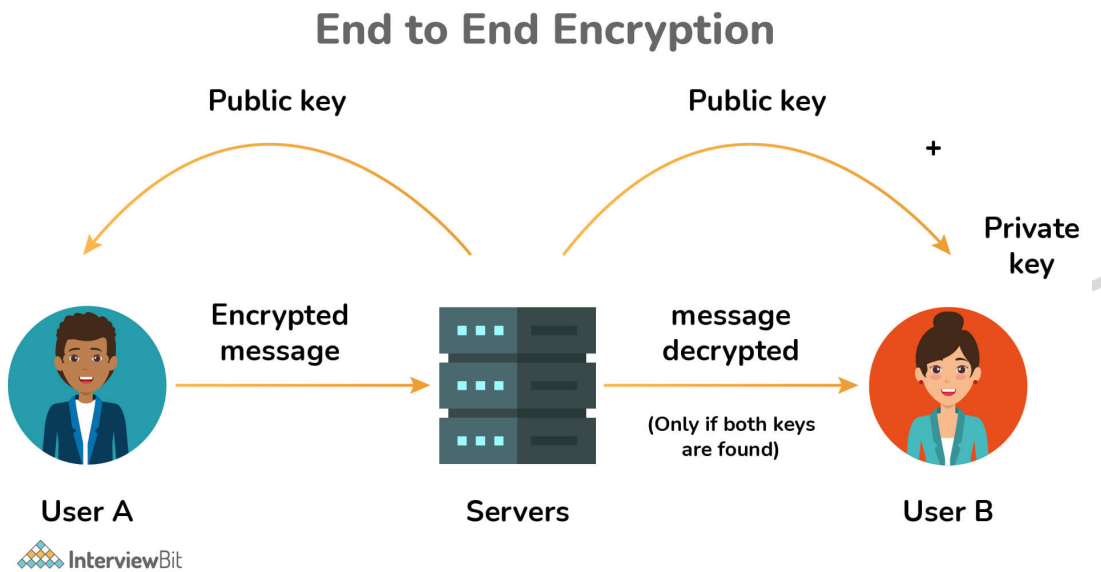 End to End Encryption
Public key
Public key
+
Private
key
Encrypted
message
message
decrypted
(Only if both keys
are found)
User A
Servers
User B
InterviewBit